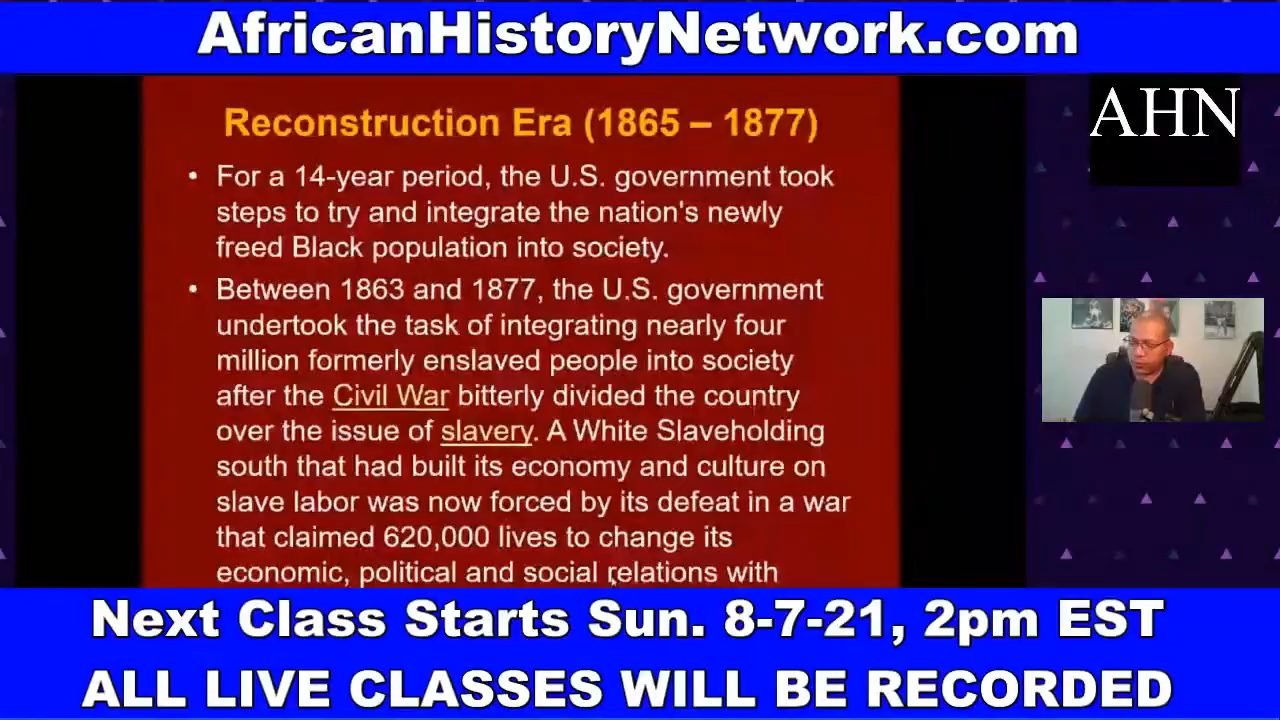 AfricanHistoryNetwork.com
AHN
Reconstruction Era (1865 – 1877)
• For a 14-year period, the U.S. government took
steps to try and integrate the nation's newly
freed Black population into society.
• Between 1863 and 1877, the U.S. government
undertook the task of integrating nearly four
million formerly enslaved people into society
after the Civil War bitterly divided the country
over the issue of slavery. A White Slaveholding
south that had built its economy and culture on
slave labor was now forced by its defeat in a war
that claimed 620,000 lives to change its
economic, political and social relations with
Next Class Starts Sun. 8-7-21, 2pm EST
ALL LIVE CLASSES WILL BE RECORDED